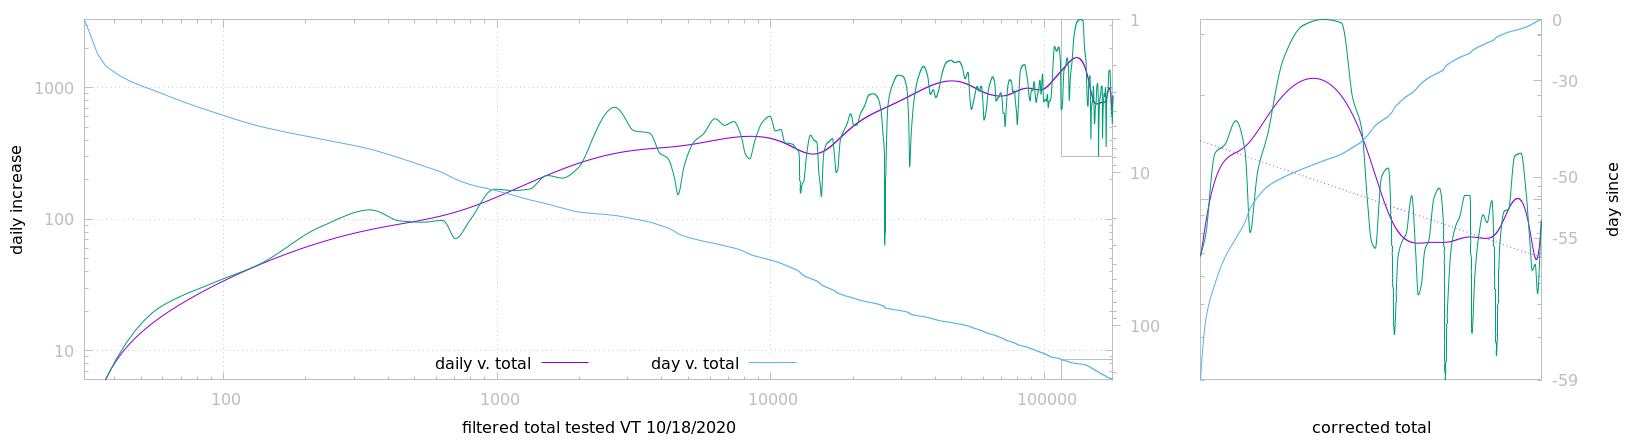 1000
100
10
daily increase
100
1000
10000
100000
filtered total tested VT 10/18/2020
daily v. total
day v. total
1
10
100
0
-30
-50
-55
-59
day since
corrected total